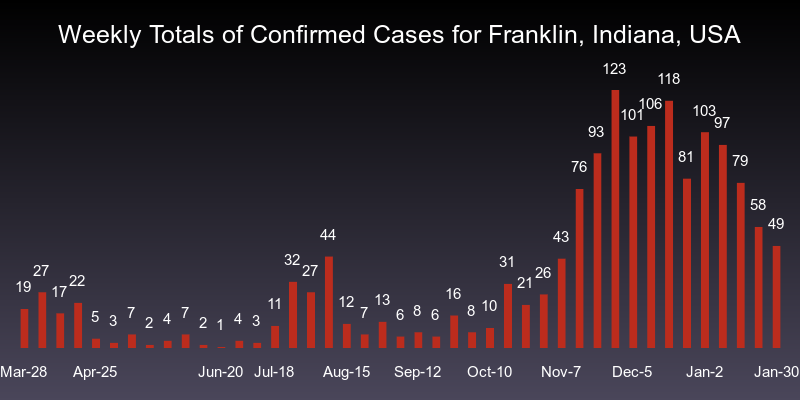 Weekly Totals of Confirmed Cases for Franklin, Indiana, USA
19 27 17 22 5 3 7 2 4 7 2 1 4 3 11 32 27 44 12 7 13 6 8 6 16 8 10 31 21 26 43 76 93 123 101 106 118 81 103 97 79 58 49
Mar-28 Apr-25 Jun-20 Jul-18 Aug-15 Sep-12 Oct-10 Nov-7 Dec-5 Jan-2 Jan-30